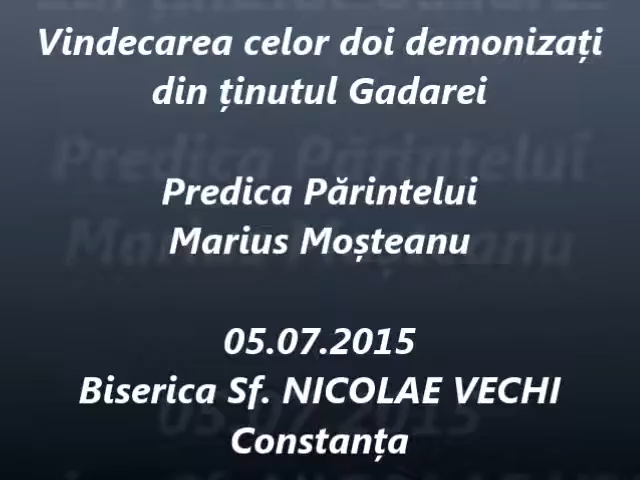 Vindecarea celor doi demonizați
din ținutul Gadarei
Predica Părintelui
Marius Moșteanu
05.07.2015
Biserica Sf. NICOLAE VECHI
Constanța